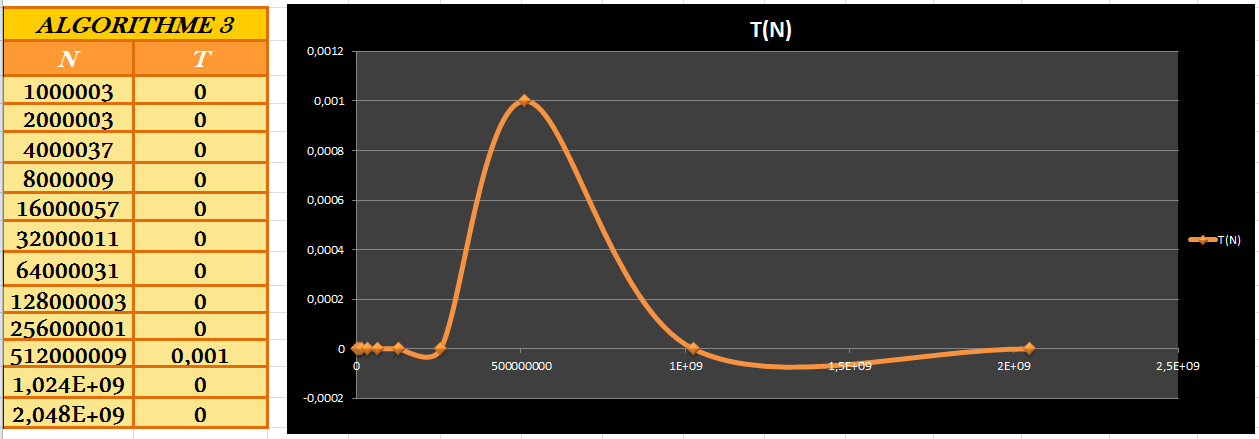 ALGORITHME 3
N T
1000003 0
2000003 0
4000037 0
8000009 0
16000057 0
32000011 0
64000031 0
128000003 0
256000001 0
512000009 0,001
1,024E+09 0
2,048E+09 0
T(N)
0,0012
0,001
0,0008
0,0006
0,0004
0,0002
0
-0,0002
0 500000000 1E+09 1,5E+09 2E+09 2,5E+09
T(N)